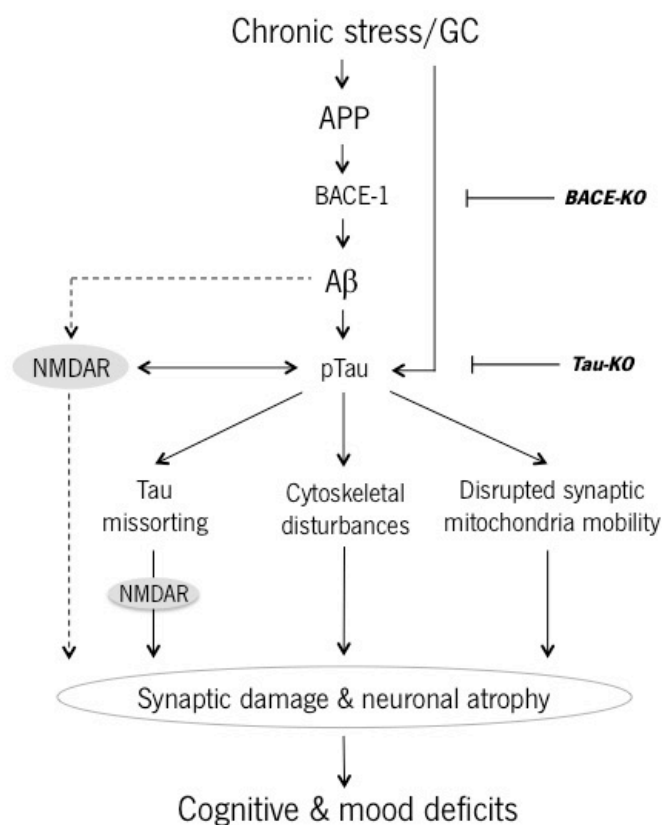 Chronic stress/GC
APP
BACE-1
BACE-KO
Aβ
NMDAR
pTau
Tau-KO
Tau
missorting
Cytoskeletal
disturbances
Disrupted synaptic
mitochondria mobility
NMDAR
Synaptic damage & neuronal atrophy
Cognitive & mood deficits